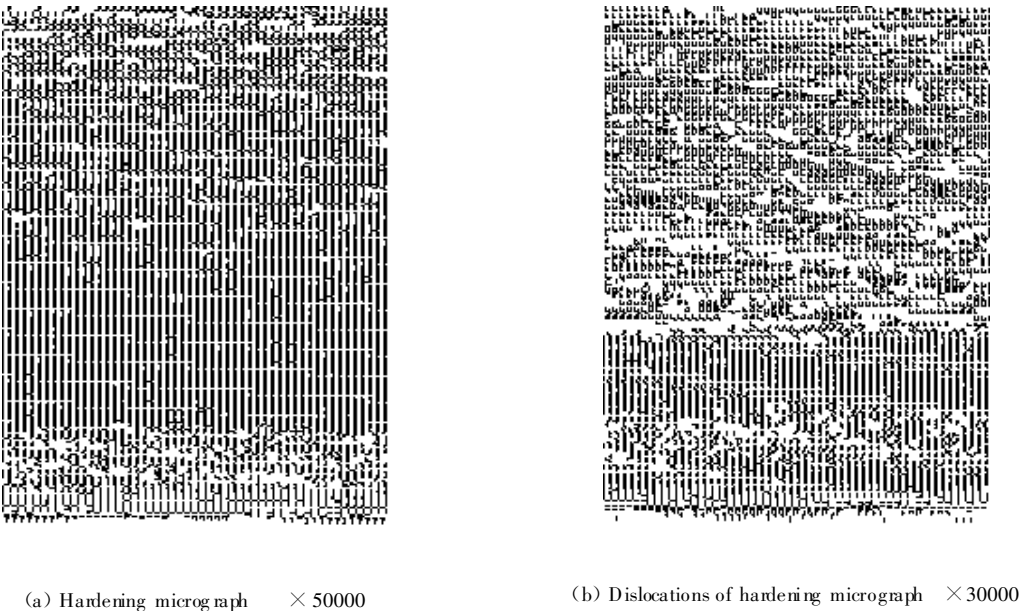 (a) Hardening micrograph ×50000
(b) Dislocations of hardening micrograph ×30000